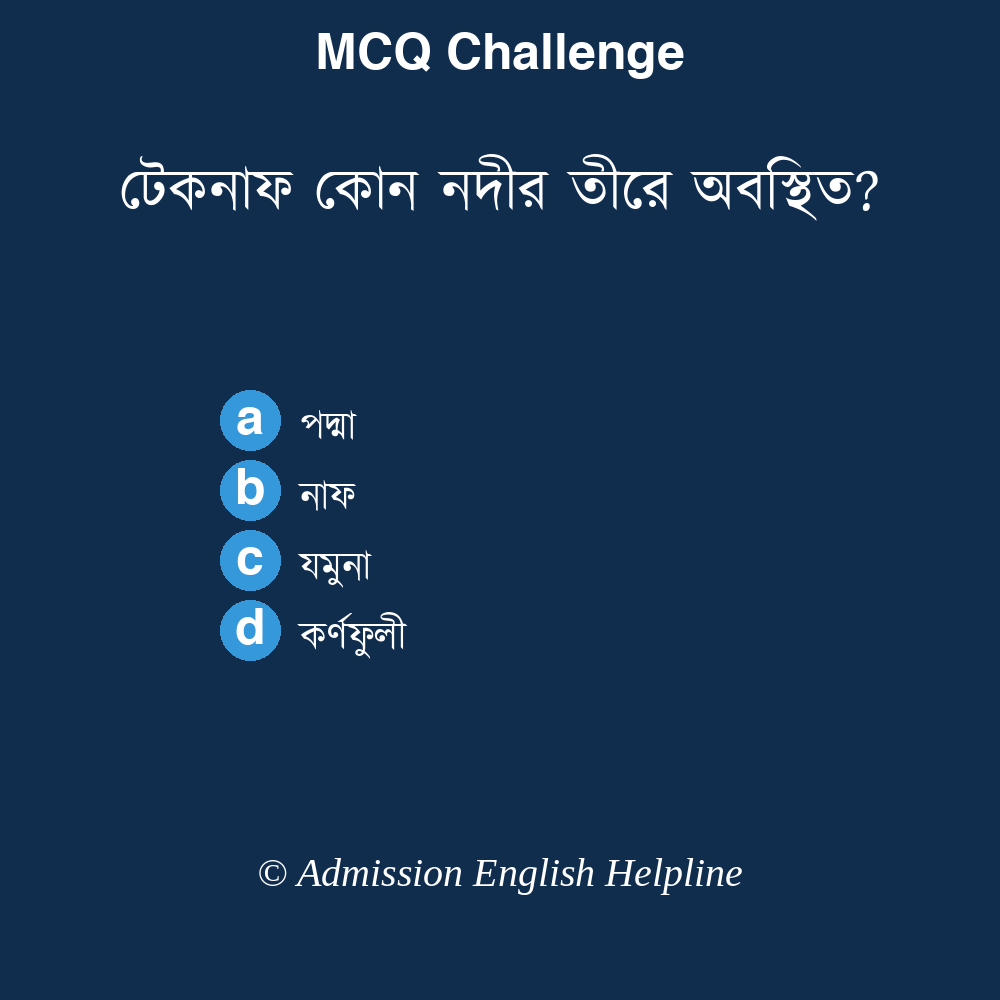 MCQ Challenge
টেকনাফ কোন নদীর তীরে অবস্থিত?
a পদ্মা
b নাফ
c যমুনা
d কর্ণফুলী
© Admission English Helpline